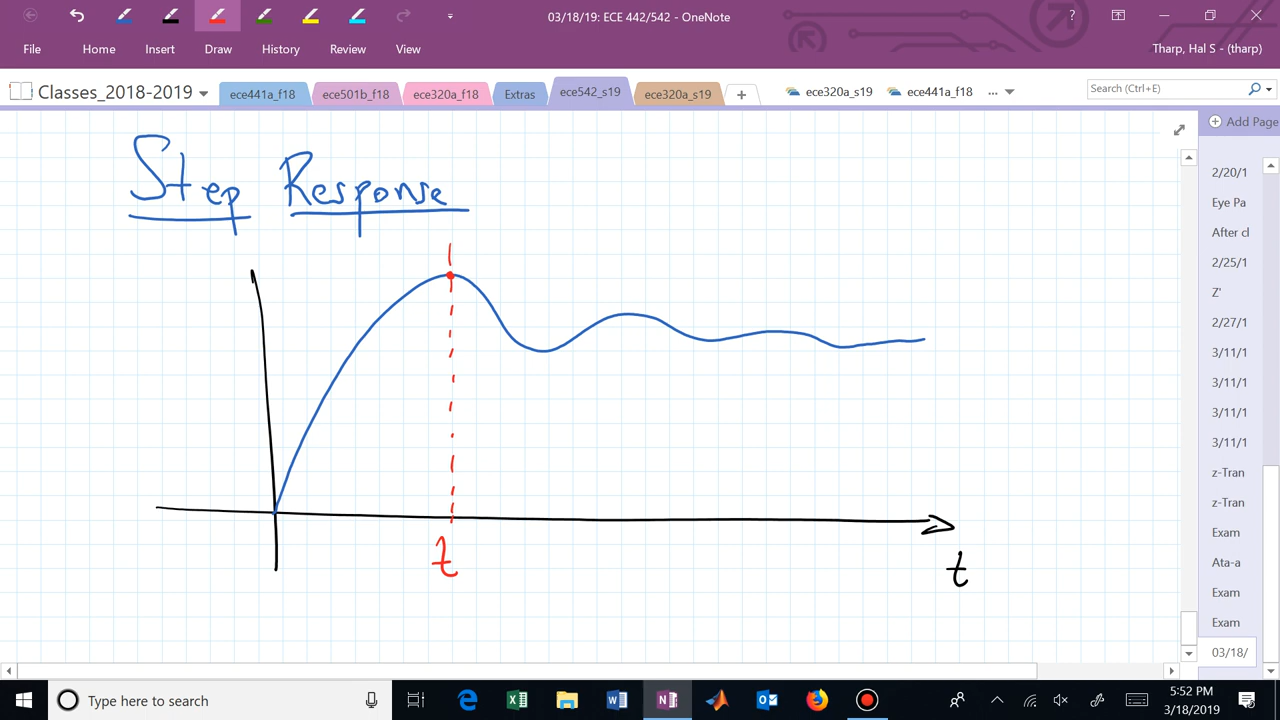 03/18/19: ECE 442/542 - OneNote
File Home Insert Draw History Review View
Tharp, Hal S - (tharp)
Classes_2018-2019
ece441a_f18 ece501b_f18 ece320a_f18 Extras ece542_s19 ece320a_s19
ece320a_s19 ece441a_f18 ...
Search (Ctrl+E)
Add Page
Step Response
t
t
2/20/1
Eye Pa
After cl
2/25/1
Z'
2/27/1
3/11/1
3/11/1
3/11/1
3/11/1
z-Tran
z-Tran
Exam
Ata-a
Exam
Exam
03/18/
Type here to search
5:52 PM
3/18/2019